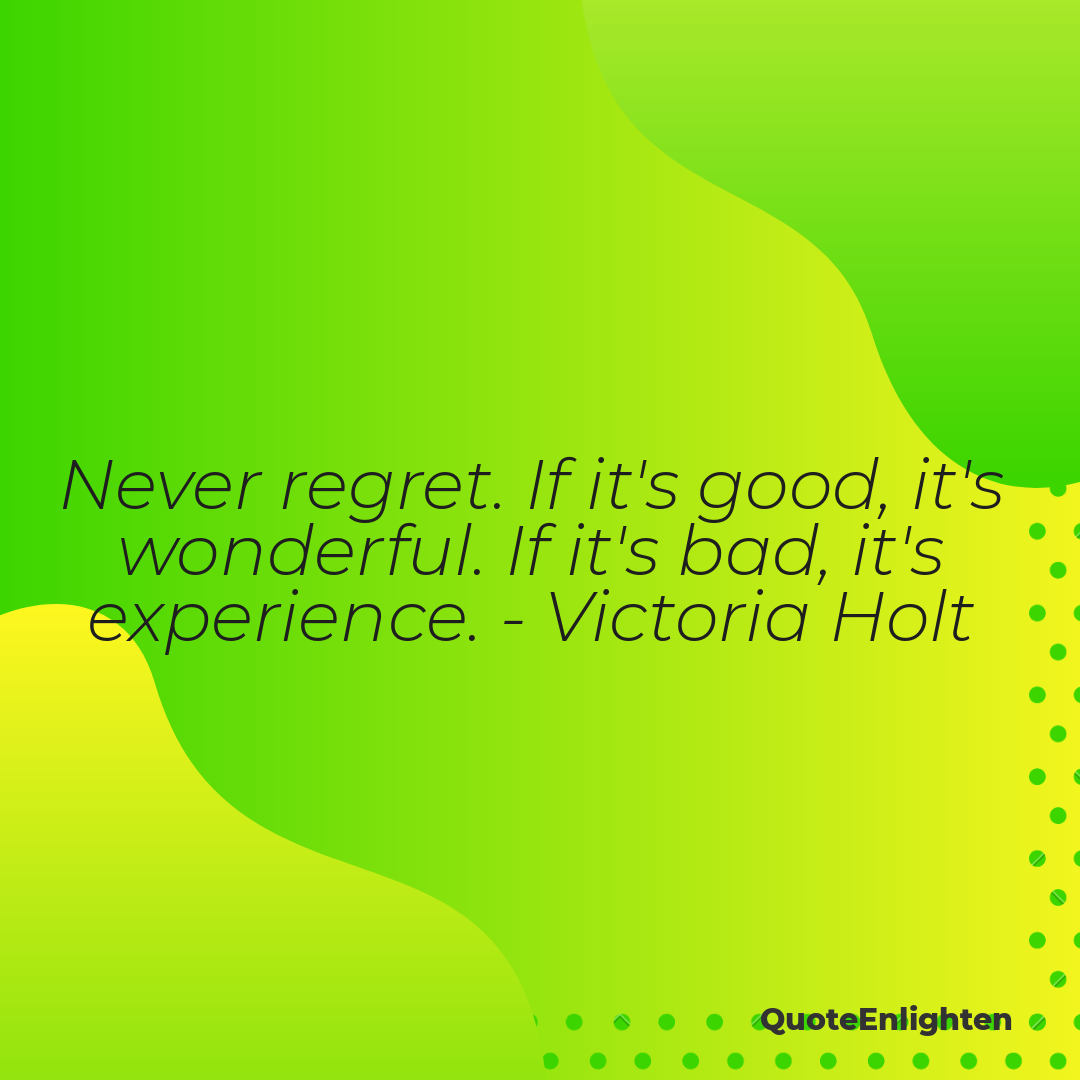 Never regret. If it's good, it's
wonderful. If it's bad, it's
experience. - Victoria Holt
QuoteEnlighten